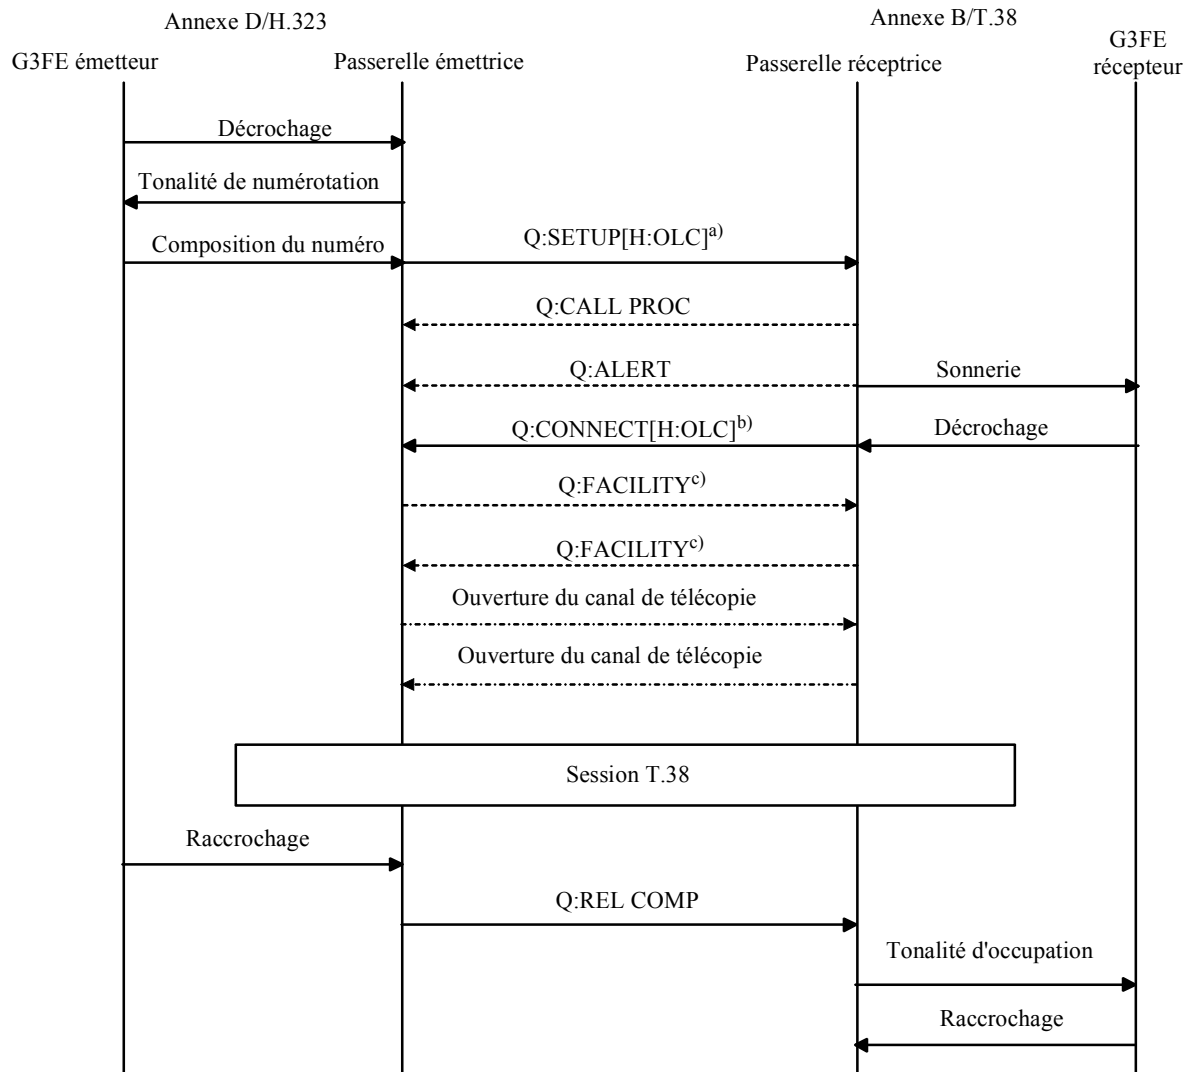 Annexe D/H.323
Annexe B/T.38
G3FE émetteur
Passerelle émettrice
Passerelle réceptrice
G3FE
récepteur
Décrochage
Tonalité de numérotation
Composition du numéro
Q:SETUP[H:OLC]a)
Q:CALL PROC
Q:ALERT
Sonnerie
Q:CONNECT[H:OLC]b)
Décrochage
Q:FACILITYc)
Q:FACILITYc)
Ouverture du canal de télécopie
Ouverture du canal de télécopie
Session T.38
Raccrochage
Q:REL COMP
Tonalité d'occupation
Raccrochage